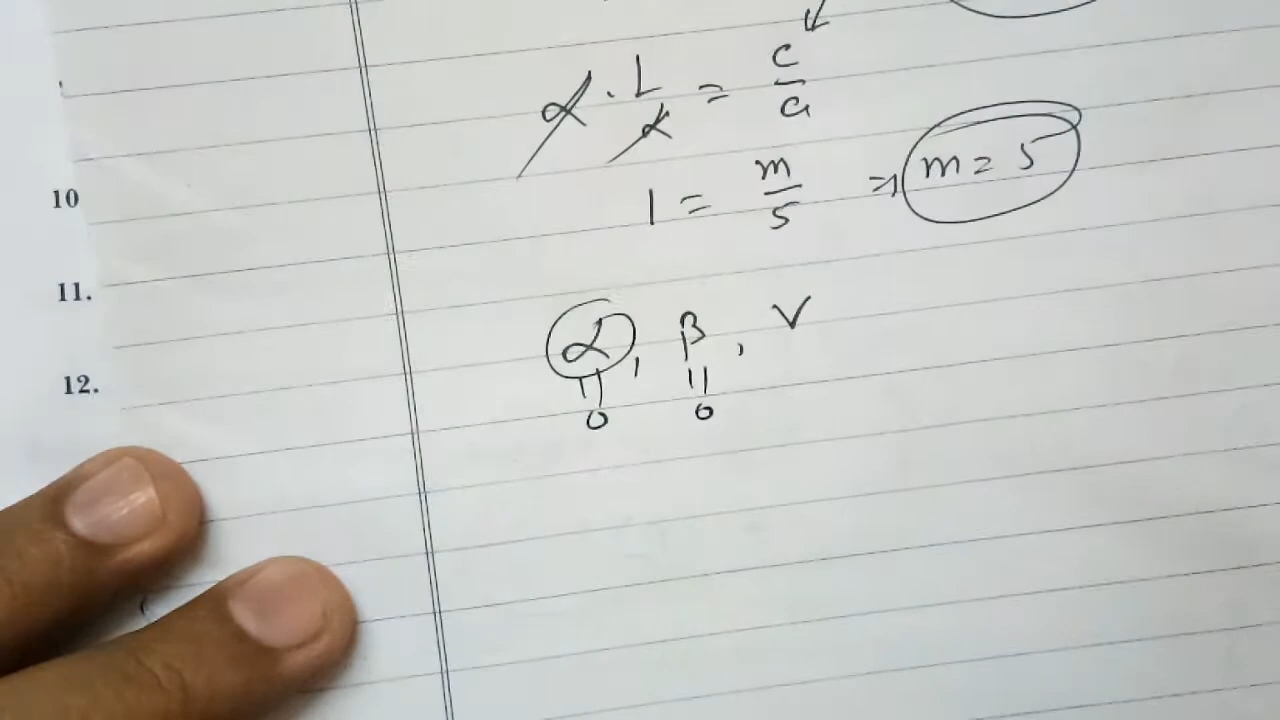 α · 1/α = c/a
10
1 = m/5 ⇒ m = 5
11.
α, β, γ
12.
|| ||
0 0